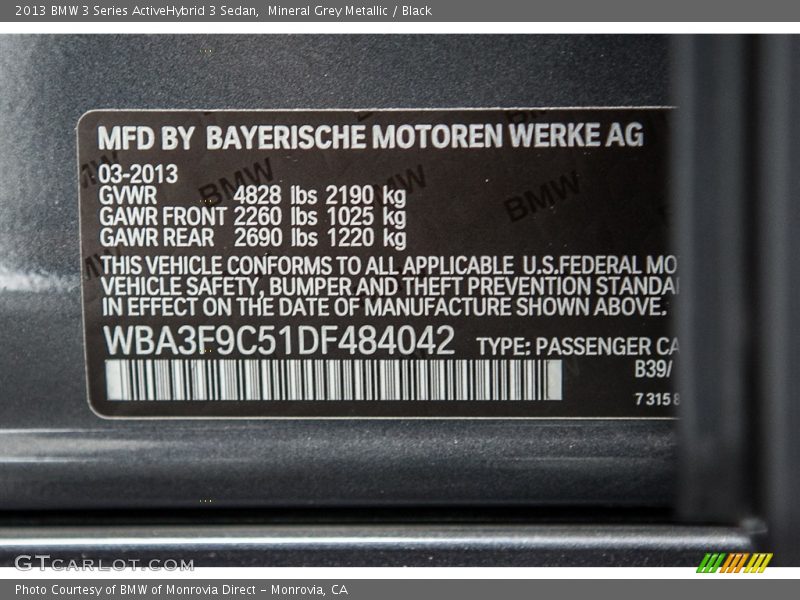 2013 BMW 3 Series ActiveHybrid 3 Sedan,  Mineral Grey Metallic / Black
MFD BY BAYERISCHE MOTOREN WERKE AG
03-2013
GVWR 4828 lbs 2190 kg
GAWR FRONT 2260 lbs 1025 kg
GAWR REAR 2690 lbs 1220 kg
THIS VEHICLE CONFORMS TO ALL APPLICABLE U.S.FEDERAL MO
VEHICLE SAFETY, BUMPER AND THEFT PREVENTION STANDA
IN EFFECT ON THE DATE OF MANUFACTURE SHOWN ABOVE.
WBA3F9C51DF484042 TYPE: PASSENGER CA
B39/
7 315 8
GTCARLOT.COM
Photo Courtesy of BMW of Monrovia Direct - Monrovia, CA